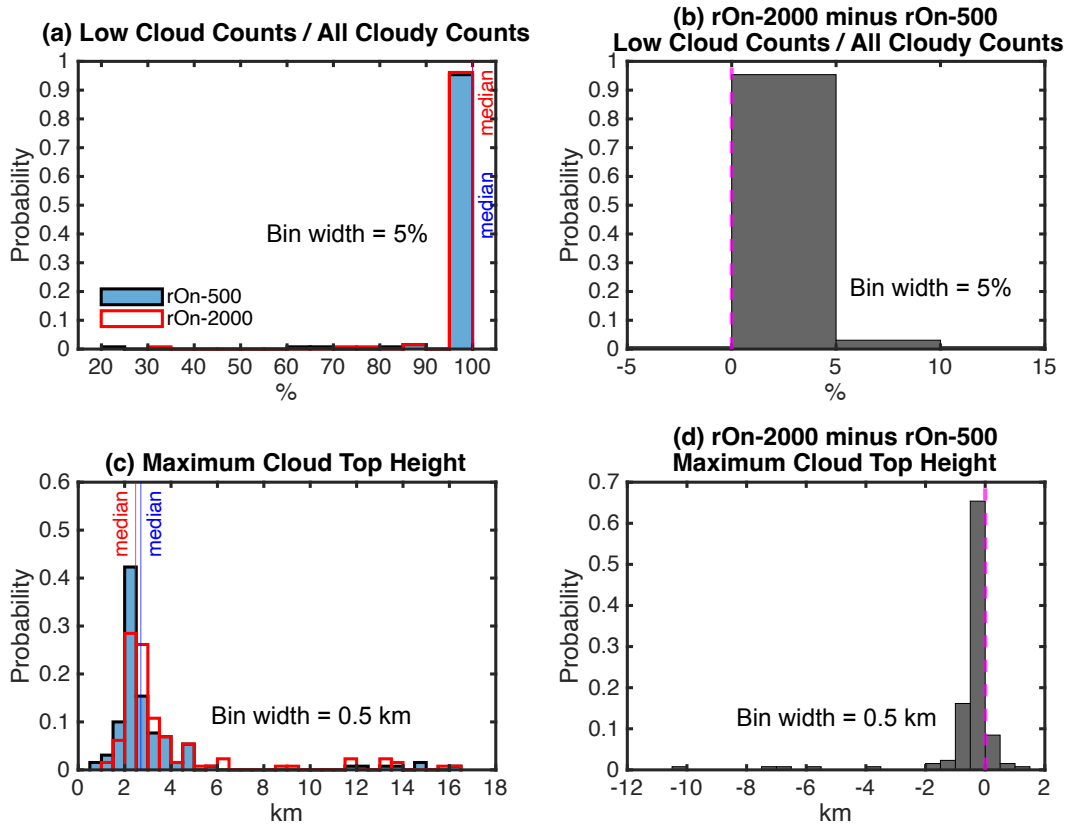 (a) Low Cloud Counts / All Cloudy Counts
1
0.9
0.8
0.7
0.6
0.5
0.4
0.3
0.2
0.1
0
Probability
median
median
Bin width = 5%
rOn-500
rOn-2000
20 30 40 50 60 70 80 90 100
%
(b) rOn-2000 minus rOn-500
Low Cloud Counts / All Cloudy Counts
1
0.9
0.8
0.7
0.6
0.5
0.4
0.3
0.2
0.1
0
Probability
Bin width = 5%
-5 0 5 10 15
%
(c) Maximum Cloud Top Height
0.6
0.5
0.4
0.3
0.2
0.1
0
Probability
median
median
Bin width = 0.5 km
0 2 4 6 8 10 12 14 16 18
km
(d) rOn-2000 minus rOn-500
Maximum Cloud Top Height
0.7
0.6
0.5
0.4
0.3
0.2
0.1
0
Probability
Bin width = 0.5 km
-12 -10 -8 -6 -4 -2 0 2
km